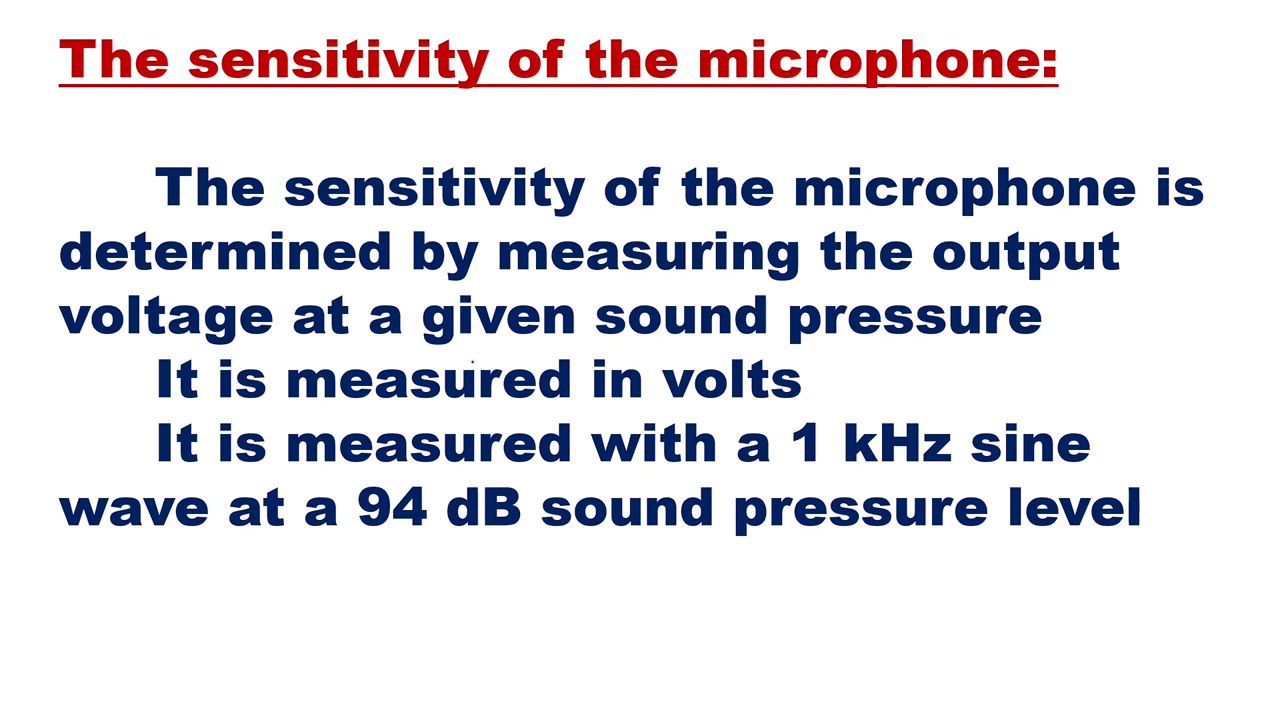 The sensitivity of the microphone:
The sensitivity of the microphone is
determined by measuring the output
voltage at a given sound pressure
It is measured in volts
It is measured with a 1 kHz sine
wave at a 94 dB sound pressure level